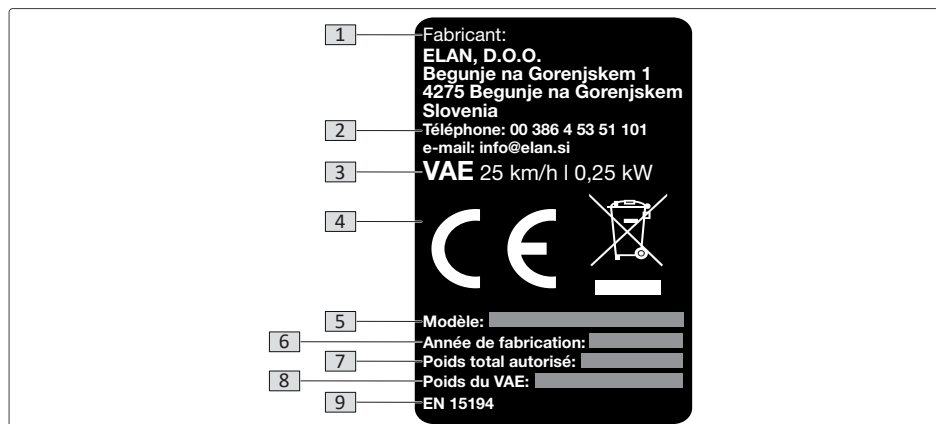 1 Fabricant:
ELAN, D.O.O.
Begunje na Gorenjskem 1
4275 Begunje na Gorenjskem
Slovenia
2 Téléphone: 00 386 4 53 51 101
e-mail: info@elan.si
3 VAE 25 km/h I 0,25 kW
4 CE
5 Modèle:
6 Année de fabrication:
7 Poids total autorisé:
8 Poids du VAE:
9 EN 15194